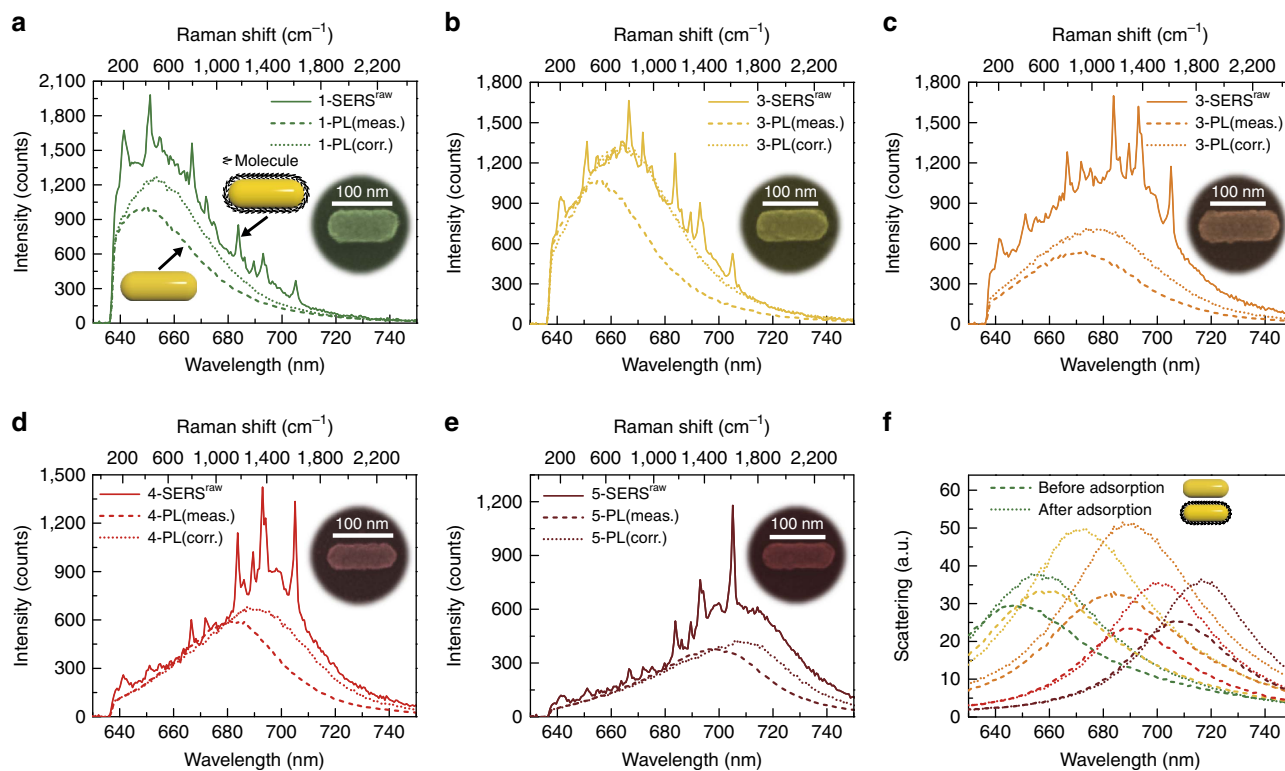 a
Raman shift (cm⁻¹)
200 600 1,000 1,400 1,800 2,200
2,100
1,800
1,500
1,200
900
600
300
0
Intensity (counts)
1-SERSraw
1-PL(meas.)
1-PL(corr.)
Molecule
100 nm
640 660 680 700 720 740
Wavelength (nm)
b
Raman shift (cm⁻¹)
200 600 1,000 1,400 1,800 2,200
1,800
1,500
1,200
900
600
300
0
Intensity (counts)
3-SERSraw
3-PL(meas.)
3-PL(corr.)
100 nm
640 660 680 700 720 740
Wavelength (nm)
c
Raman shift (cm⁻¹)
200 600 1,000 1,400 1,800 2,200
1,800
1,500
1,200
900
600
300
0
Intensity (counts)
3-SERSraw
3-PL(meas.)
3-PL(corr.)
100 nm
640 660 680 700 720 740
Wavelength (nm)
d
Raman shift (cm⁻¹)
200 600 1,000 1,400 1,800 2,200
1,500
1,200
900
600
300
0
Intensity (counts)
4-SERSraw
4-PL(meas.)
4-PL(corr.)
100 nm
640 660 680 700 720 740
Wavelength (nm)
e
Raman shift (cm⁻¹)
200 600 1,000 1,400 1,800 2,200
1,200
900
600
300
0
Intensity (counts)
5-SERSraw
5-PL(meas.)
5-PL(corr.)
100 nm
640 660 680 700 720 740
Wavelength (nm)
f
60
50
40
30
20
10
0
Scattering (a.u.)
Before adsorption
After adsorption
640 660 680 700 720 740
Wavelength (nm)